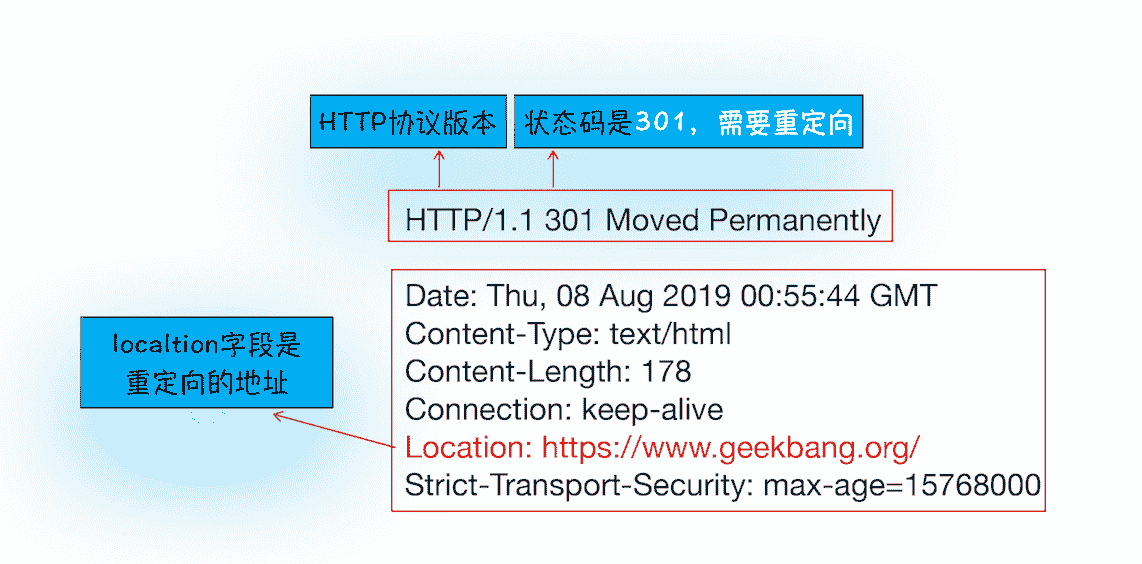 HTTP协议版本
状态码是301，需要重定向
HTTP/1.1 301 Moved Permanently
Date: Thu, 08 Aug 2019 00:55:44 GMT
Content-Type: text/html
Content-Length: 178
Connection: keep-alive
Location: https://www.geekbang.org/
Strict-Transport-Security: max-age=15768000
localtion字段是
重定向的地址